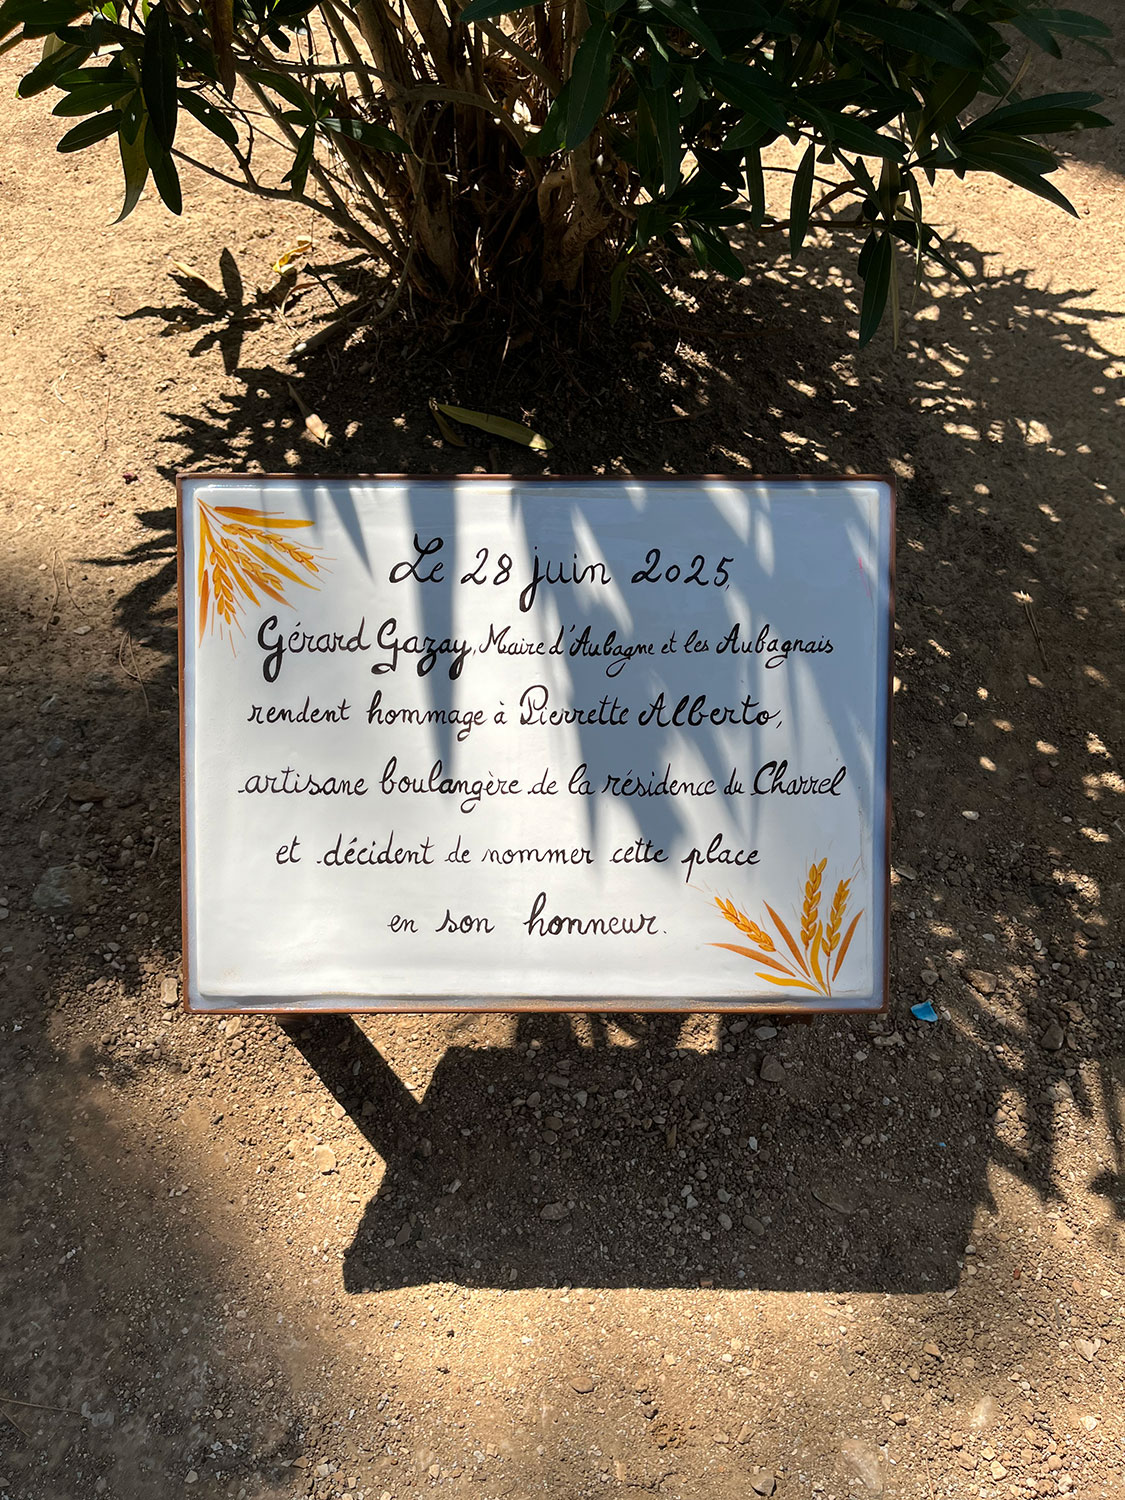 Le 28 juin 2025,
Gérard Gazay, Maire d'Aubagne et les Aubagnais
rendent hommage à Pierrette Alberto,
artisane boulangère de la résidence du Charrel
et décident de nommer cette place
en son honneur.